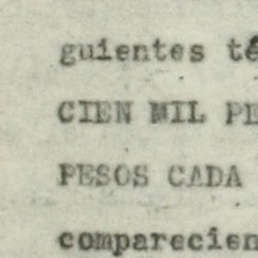 guientes té
CIEN MIL PE
PESOS CADA
comparecien